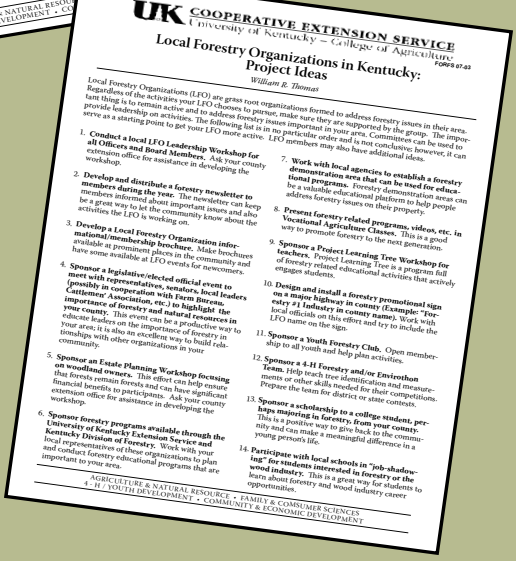 & NATURAL RESOU
VELOPMENT • CO
UK COOPERATIVE EXTENSION SERVICE
University of Kentucky – College of Agriculture
FORFS 07-03
Local Forestry Organizations in Kentucky:
Project Ideas
William R. Thomas
Local Forestry Organizations (LFO) are grass root organizations formed to address forestry issues in their area.
Regardless of the activities your LFO chooses to pursue, make sure they are supported by the group. The impor-
tant thing is to remain active and to address forestry issues important in your area. Committees can be used to
provide leadership on activities. The following list is in no particular order and is not conclusive; however, it can
serve as a starting point to get your LFO more active. LFO members may also have additional ideas.
1. Conduct a local LFO Leadership Workshop for
all Officers and Board Members. Ask your county
extension office for assistance in developing the
workshop.
2. Develop and distribute a forestry newsletter to
members during the year. The newsletter can keep
members informed about important issues and also
be a great way to let the community know about the
activities the LFO is working on.
3. Develop a Local Forestry Organization infor-
mational/membership brochure. Make brochures
available at prominent places in the community and
have some available at LFO events for newcomers.
4. Sponsor a legislative/elected official event to
meet with representatives, senators, local leaders
(possibly in cooperation with Farm Bureau,
Cattlemen' Association, etc.) to highlight the
importance of forestry and natural resources in
your county. This event can be a productive way to
educate leaders on the importance of forestry in
your area; it is also an excellent way to build rela-
tionships with other organizations in your
community.
5. Sponsor an Estate Planning Workshop focusing
on woodland owners. This effort can help ensure
that forests remain forests and can have significant
financial benefits to participants. Ask your county
extension office for assistance in developing the
workshop.
6. Sponsor forestry programs available through the
University of Kentucky Extension Service and
Kentucky Division of Forestry. Work with your
local representatives of these organizations to plan
and conduct forestry educational programs that are
important to your area.
7. Work with local agencies to establish a forestry
demonstration area that can be used for educa-
tional programs. Forestry demonstration areas can
be a valuable educational platform to help people
address forestry issues on their property.
8. Present forestry related programs, videos, etc. in
Vocational Agriculture Classes. This is a good
way to promote forestry to the next generation.
9. Sponsor a Project Learning Tree Workshop for
teachers. Project Learning Tree is a program full
of forestry related educational activities that actively
engages students.
10. Design and install a forestry promotional sign
on a major highway in county (Example: "For-
estry #1 Industry in county name). Work with
local officials on this effort and try to include the
LFO name on the sign.
11. Sponsor a Youth Forestry Club. Open member-
ship to all youth and help plan activities.
12. Sponsor a 4-H Forestry and/or Envirothon
Team. Help teach tree identification and measure-
ments or other skills needed for their competitions.
Prepare the team for district or state contests.
13. Sponsor a scholarship to a college student, per-
haps majoring in forestry, from your county.
This is a positive way to give back to the commu-
nity and can make a meaningful difference in a
young person's life.
14. Participate with local schools in "job-shadow-
ing" for students interested in forestry or the
wood industry. This is a great way for students to
learn about forestry and wood industry career
opportunities.
AGRICULTURE & NATURAL RESOURCE • FAMILY & COMSUMER SCIENCES
4 - H / YOUTH DEVELOPMENT • COMMUNITY & ECONOMIC DEVELOPMENT